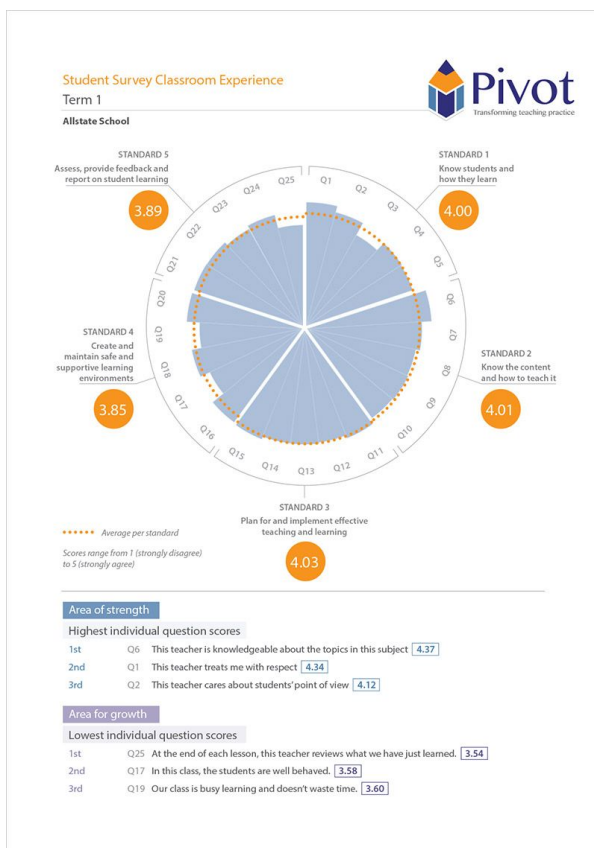 Student Survey Classroom Experience
Term 1
Allstate School
Pivot
Transforming teaching practice
STANDARD 5
Assess, provide feedback and
report on student learning
3.89
STANDARD 1
Know students and
how they learn
4.00
Q1
Q2
Q3
Q4
Q5
Q6
Q7
Q8
Q9
Q10
Q11
Q12
Q13
Q14
Q15
Q16
Q17
Q18
Q19
Q20
Q21
Q22
Q23
Q24
Q25
STANDARD 4
Create and
maintain safe and
supportive learning
environments
3.85
STANDARD 2
Know the content
and how to teach it
4.01
STANDARD 3
Plan for and implement effective
teaching and learning
4.03
Average per standard
Scores range from 1 (strongly disagree)
to 5 (strongly agree)
Area of strength
Highest individual question scores
1st Q6 This teacher is knowledgeable about the topics in this subject 4.37
2nd Q1 This teacher treats me with respect 4.34
3rd Q2 This teacher cares about students' point of view 4.12
Area for growth
Lowest individual question scores
1st Q25 At the end of each lesson, this teacher reviews what we have just learned. 3.54
2nd Q17 In this class, the students are well behaved. 3.58
3rd Q19 Our class is busy learning and doesn't waste time. 3.60